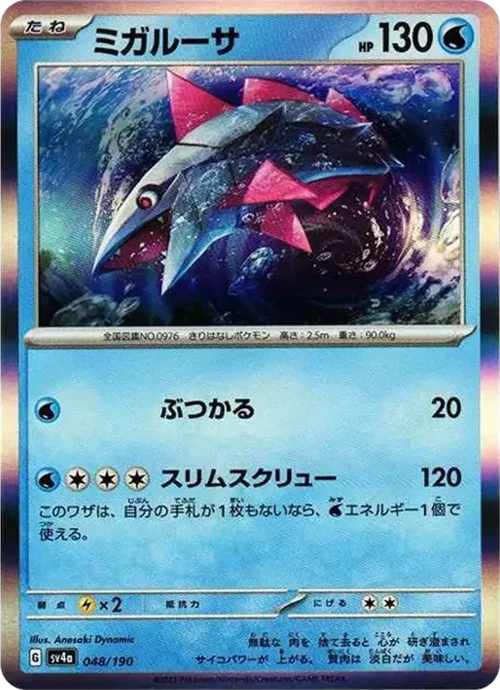 たね ミガルーサ HP 130
全国図鑑NO.0976 きりはなしポケモン 高さ:2.5m 重さ:90.0kg
ぶつかる 20
スリムスクリュー 120
このワザは、自分の手札が1枚もないなら、エネルギー1個で
使える。
弱点 ×2 抵抗力 にげる
Illus. Anesaki Dynamic
G sv4a 048/190
無駄な 肉を 捨て去ると 心が 研ぎ澄まされ
サイコパワーが 上がる。 贅肉は 淡白だが 美味しい。
©2023 Pokémon/Nintendo/Creatures/GAME FREAK.